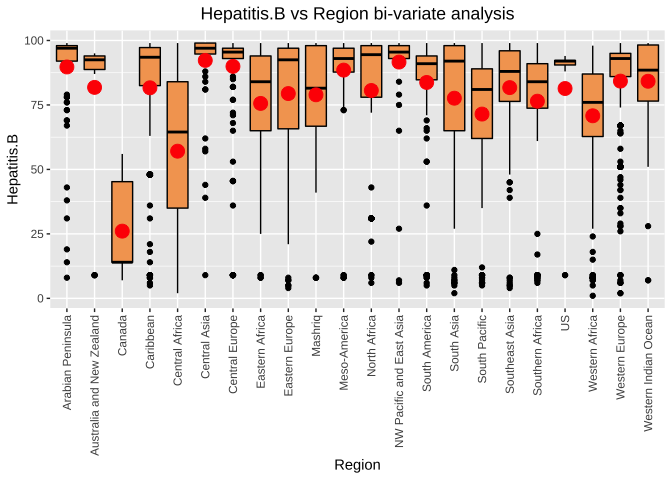 Hepatitis.B vs Region bi-variate analysis
Hepatitis.B
100
75
50
25
0
Arabian Peninsula
Australia and New Zealand
Canada
Caribbean
Central Africa
Central Asia
Central Europe
Eastern Africa
Eastern Europe
Mashriq
Meso-America
North Africa
NW Pacific and East Asia
South America
South Asia
South Pacific
Southeast Asia
Southern Africa
US
Western Africa
Western Europe
Western Indian Ocean
Region